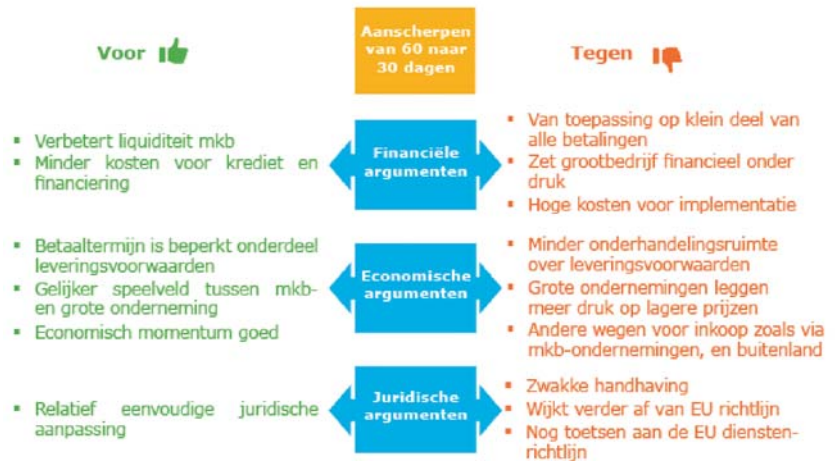 Voor
Aanscherpen
van 60 naar
30 dagen
Tegen
▪ Verbetert liquiditeit mkb
▪ Minder kosten voor krediet en
financiering
Financiële
argumenten
▪ Van toepassing op klein deel van
alle betalingen
▪ Zet grootbedrijf financieel onder
druk
▪ Hoge kosten voor implementatie
▪ Betaaltermijn is beperkt onderdeel
leveringsvoorwaarden
▪ Gelijker speelveld tussen mkb-
en grote onderneming
▪ Economisch momentum goed
Economische
argumenten
▪ Minder onderhandelingsruimte
over leveringsvoorwaarden
▪ Grote ondernemingen leggen
meer druk op lagere prijzen
▪ Andere wegen voor inkoop zoals via
mkb-ondernemingen, en buitenland
▪ Relatief eenvoudige juridische
aanpassing
Juridische
argumenten
▪ Zwakke handhaving
▪ Wijkt verder af van EU richtlijn
▪ Nog toetsen aan de EU diensten-
richtlijn